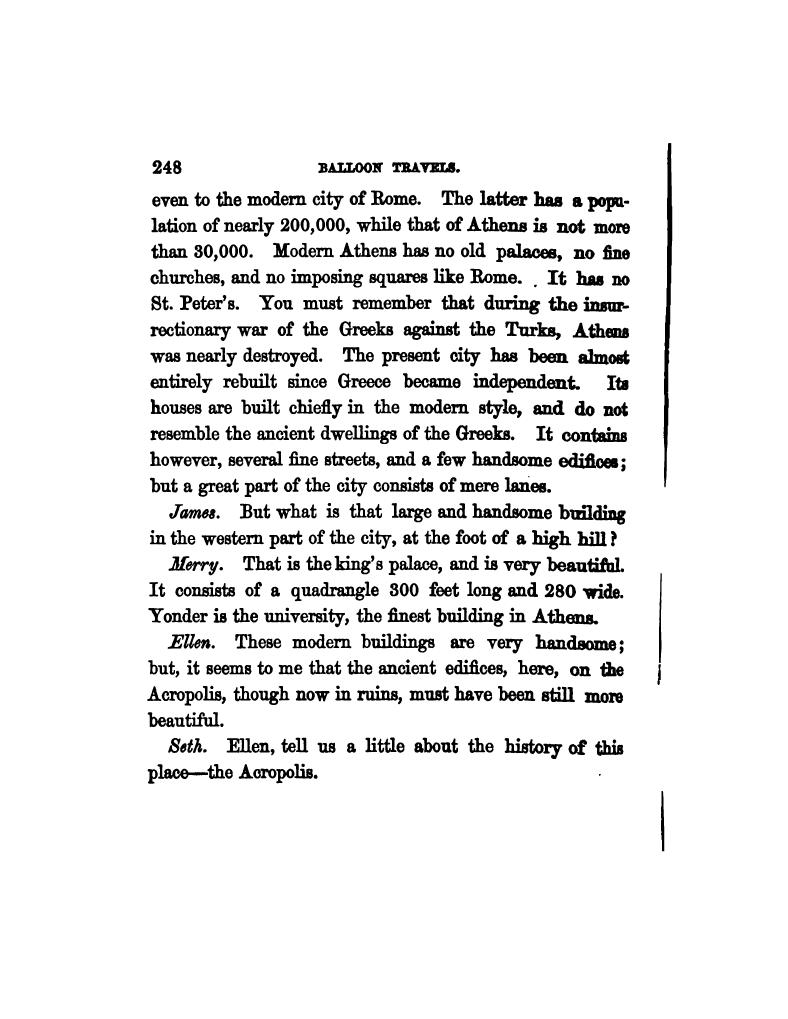 248 BALLOON TRAVELS.
even to the modern city of Rome. The latter has a popu-
lation of nearly 200,000, while that of Athens is not more
than 30,000. Modern Athens has no old palaces, no fine
churches, and no imposing squares like Rome. It has no
St. Peter's. You must remember that during the insur-
rectionary war of the Greeks against the Turks, Athens
was nearly destroyed. The present city has been almost
entirely rebuilt since Greece became independent. Its
houses are built chiefly in the modern style, and do not
resemble the ancient dwellings of the Greeks. It contains
however, several fine streets, and a few handsome edifices;
but a great part of the city consists of mere lanes.
James. But what is that large and handsome building
in the western part of the city, at the foot of a high hill?
Merry. That is the king's palace, and is very beautiful.
It consists of a quadrangle 300 feet long and 280 wide.
Yonder is the university, the finest building in Athens.
Ellen. These modern buildings are very handsome;
but, it seems to me that the ancient edifices, here, on the
Acropolis, though now in ruins, must have been still more
beautiful.
Seth. Ellen, tell us a little about the history of this
place—the Acropolis.